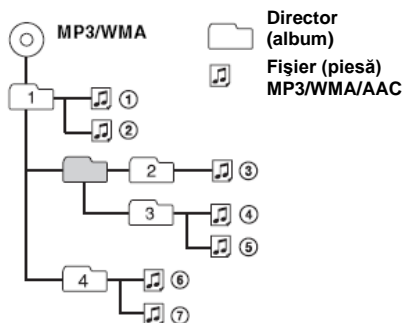 MP3/WMA
Director
(album)
Fişier (piesă)
MP3/WMA/AAC
1
①
②
2
③
3
④
⑤
4
⑥
⑦